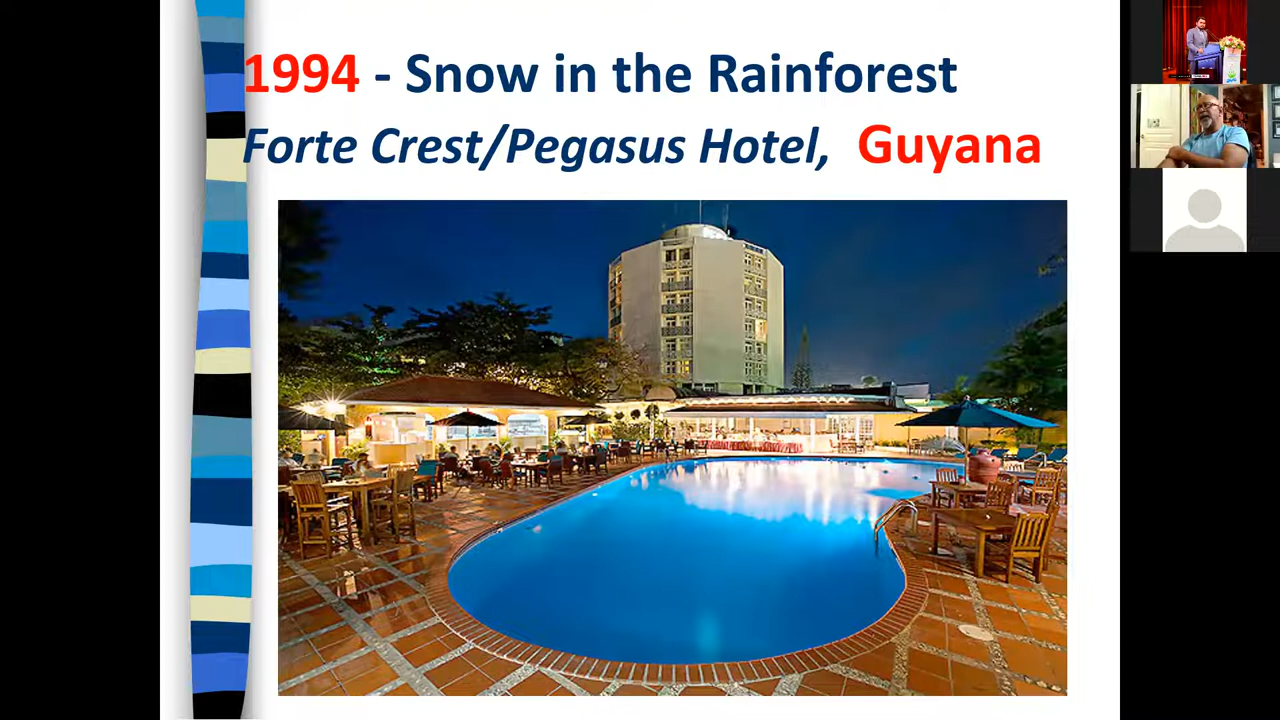 1994 - Snow in the Rainforest
Forte Crest/Pegasus Hotel, Guyana